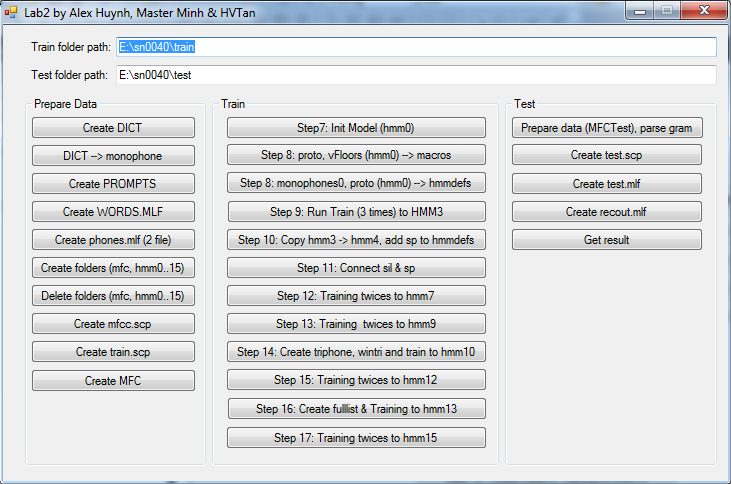 Lab2 by Alex Huynh, Master Minh & HVTan
Train folder path: E:\sn0040\train
Test folder path: E:\sn0040\test
Prepare Data
Create DICT
DICT --> monophone
Create PROMPTS
Create WORDS.MLF
Create phones.mlf (2 file)
Create folders (mfc, hmm0..15)
Delete folders (mfc, hmm0..15)
Create mfcc.scp
Create train.scp
Create MFC
Train
Step7: Init Model (hmm0)
Step 8: proto, vFloors (hmm0) --> macros
Step 8: monophones0, proto (hmm0) --> hmmdefs
Step 9: Run Train (3 times) to HMM3
Step 10: Copy hmm3 -> hmm4, add sp to hmmdefs
Step 11: Connect sil & sp
Step 12: Training twices to hmm7
Step 13: Training  twices to hmm9
Step 14: Create triphone, wintri and train to hmm10
Step 15: Training twices to hmm12
Step 16: Create fulllist & Training to hmm13
Step 17: Training twices to hmm15
Test
Prepare data (MFCTest), parse gram
Create test.scp
Create test.mlf
Create recout.mlf
Get result